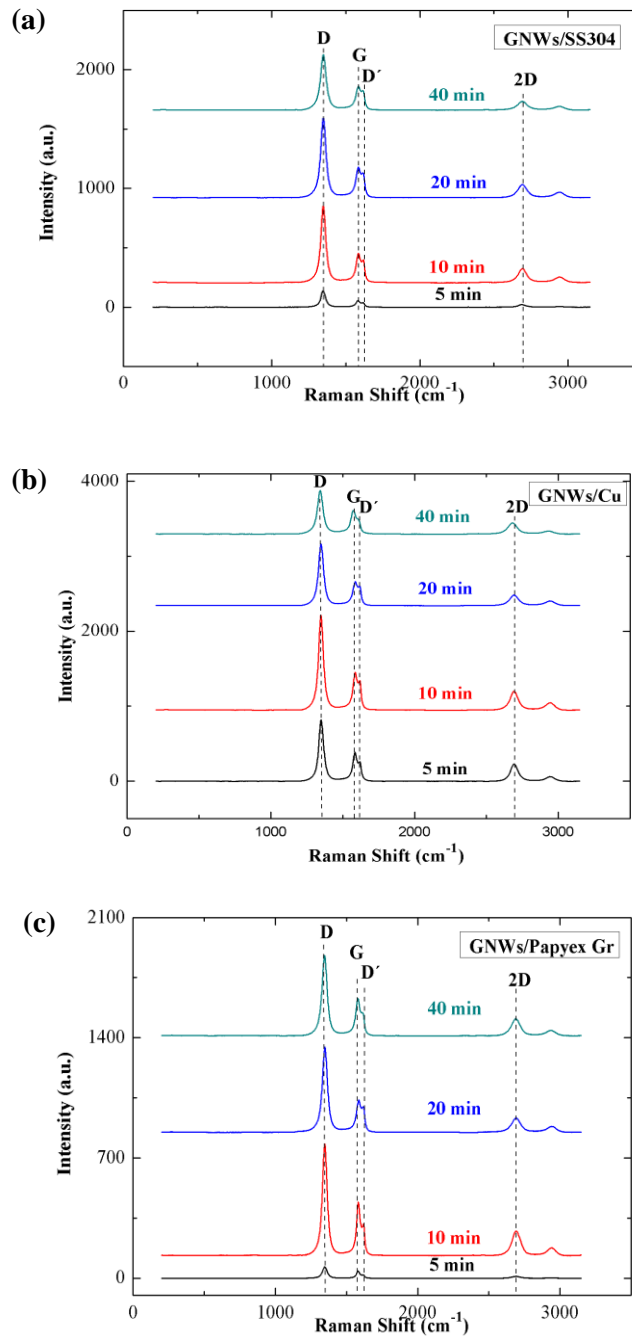 (a)
GNWs/SS304
D
G
D´
2D
40 min
20 min
10 min
5 min
2000
1000
0
Intensity (a.u.)
0 1000 2000 3000
Raman Shift (cm-1)
(b)
GNWs/Cu
D
G
D´
2D
40 min
20 min
10 min
5 min
4000
2000
0
Intensity (a.u.)
0 1000 2000 3000
Raman Shift (cm-1)
(c)
GNWs/Papyex Gr
D
G
D´
2D
40 min
20 min
10 min
5 min
2100
1400
700
0
Intensity (a.u.)
0 1000 2000 3000
Raman Shift (cm-1)